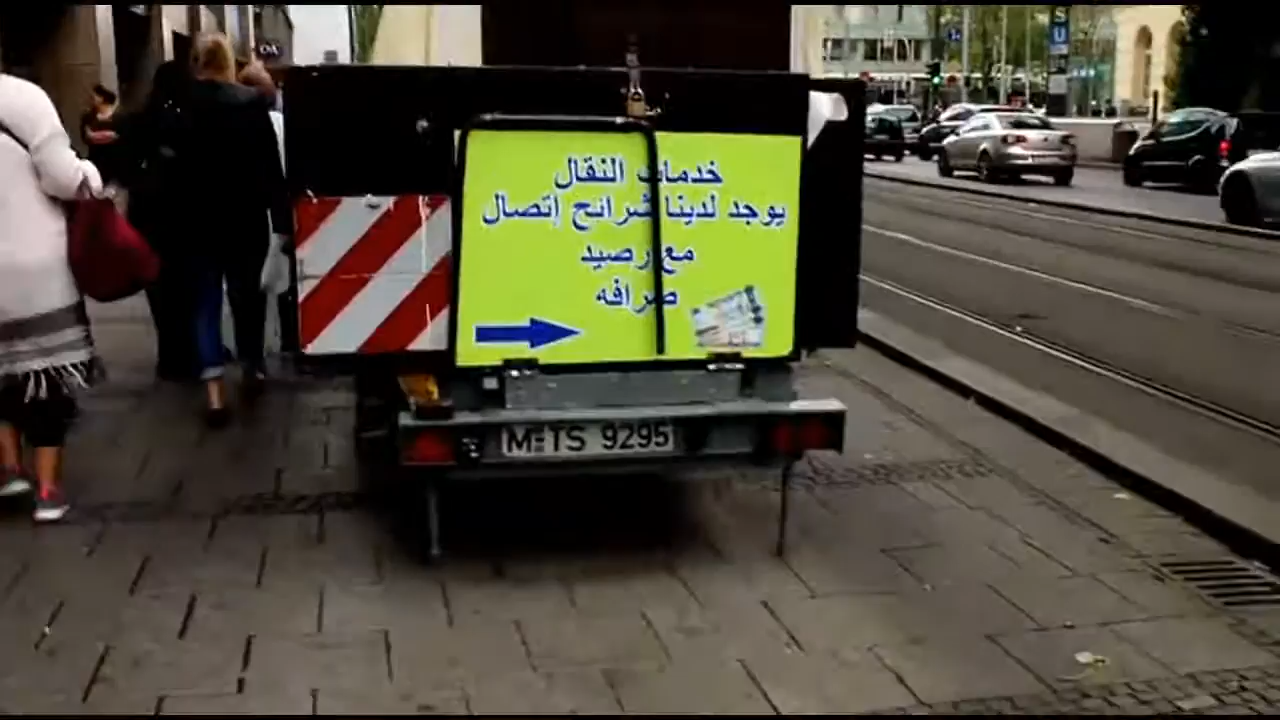 خدمات النقال
يوجد لدينا شرائح إتصال
مع رصيد
صرافه
M-TS 9295
S
U